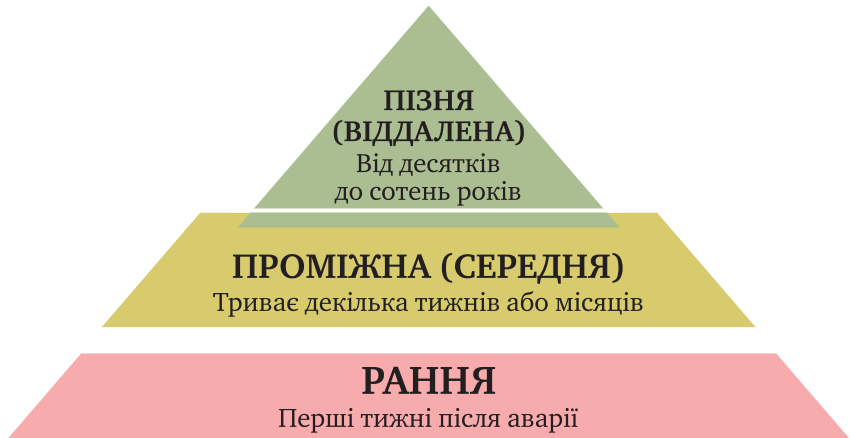 ПІЗНЯ
(ВІДДАЛЕНА)
Від десятків
до сотень років
ПРОМІЖНА (СЕРЕДНЯ)
Триває декілька тижнів або місяців
РАННЯ
Перші тижні після аварії